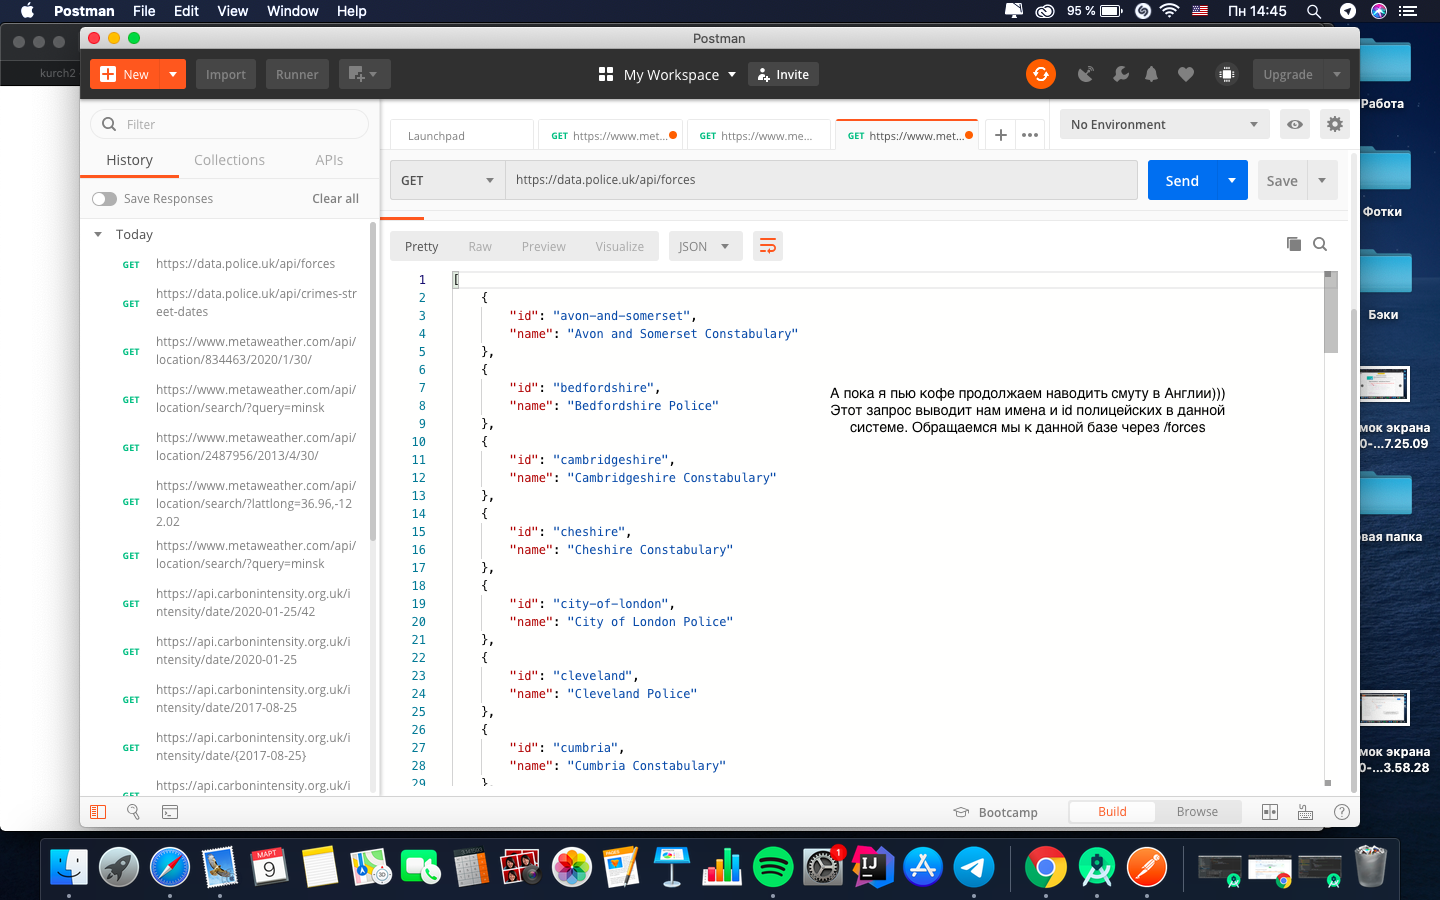 Postman File Edit View Window Help
95 % Пн 14:45
Postman
kurch2
New Import Runner My Workspace Invite Upgrade
Filter
History Collections APIs
Save Responses Clear all
Today
GET https://data.police.uk/api/forces
GET https://data.police.uk/api/crimes-str
eet-dates
GET https://www.metaweather.com/api/
location/834463/2020/1/30/
GET https://www.metaweather.com/api/
location/search/?query=minsk
GET https://www.metaweather.com/api/
location/2487956/2013/4/30/
GET https://www.metaweather.com/api/
location/search/?lattlong=36.96,-12
2.02
GET https://www.metaweather.com/api/
location/search/?query=minsk
GET https://api.carbonintensity.org.uk/i
ntensity/date/2020-01-25/42
GET https://api.carbonintensity.org.uk/i
ntensity/date/2020-01-25
GET https://api.carbonintensity.org.uk/i
ntensity/date/2017-08-25
GET https://api.carbonintensity.org.uk/i
ntensity/date/{2017-08-25}
GET https://api.carbonintensity.org.uk/i
Launchpad GET https://www.met... GET https://www.me... GET https://www.met... + ••• No Environment
GET https://data.police.uk/api/forces Send Save
Pretty Raw Preview Visualize JSON
1 [
2 {
3 "id": "avon-and-somerset",
4 "name": "Avon and Somerset Constabulary"
5 },
6 {
7 "id": "bedfordshire",
8 "name": "Bedfordshire Police"
9 },
10 {
11 "id": "cambridgeshire",
12 "name": "Cambridgeshire Constabulary"
13 },
14 {
15 "id": "cheshire",
16 "name": "Cheshire Constabulary"
17 },
18 {
19 "id": "city-of-london",
20 "name": "City of London Police"
21 },
22 {
23 "id": "cleveland",
24 "name": "Cleveland Police"
25 },
26 {
27 "id": "cumbria",
28 "name": "Cumbria Constabulary"
29 },
А пока я пью кофе продолжаем наводить смуту в Англии)))
Этот запрос выводит нам имена и id полицейских в данной
системе. Обращаемся мы к данной базе через /forces
Bootcamp Build Browse
Работа
Фотки
Бэки
мок экрана
0-...7.25.09
овая папка
мок экрана
0-...3.58.28
МАРТ
9
1
IJ